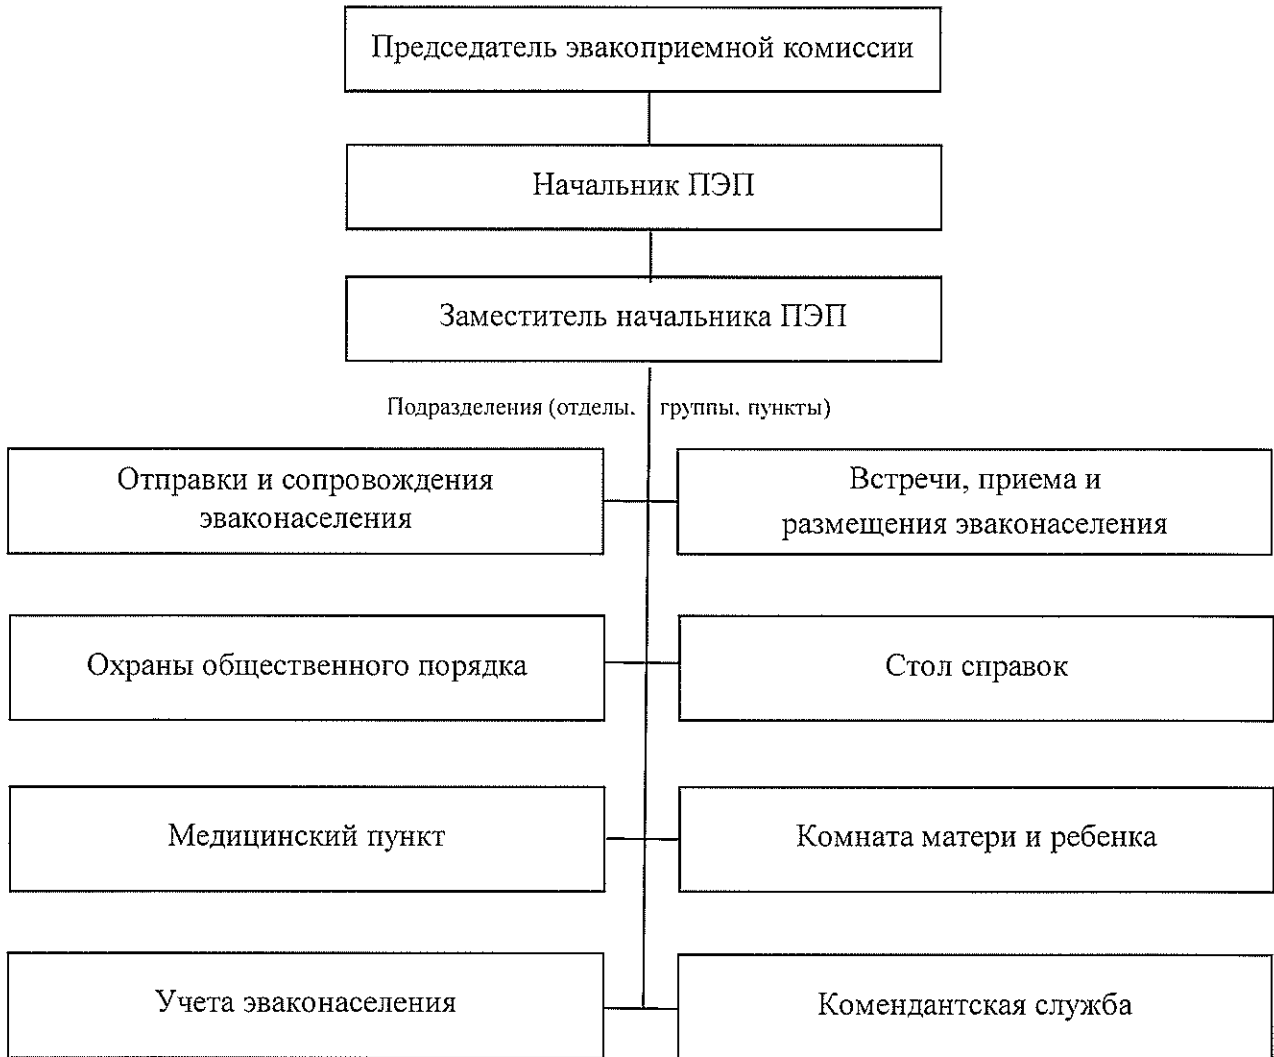 Председатель эвакоприемной комиссии
Начальник ПЭП
Заместитель начальника ПЭП
Подразделения (отделы, группы, пункты)
Отправки и сопровождения
эваконаселения
Встречи, приема и
размещения эваконаселения
Охраны общественного порядка
Стол справок
Медицинский пункт
Комната матери и ребенка
Учета эваконаселения
Комендантская служба